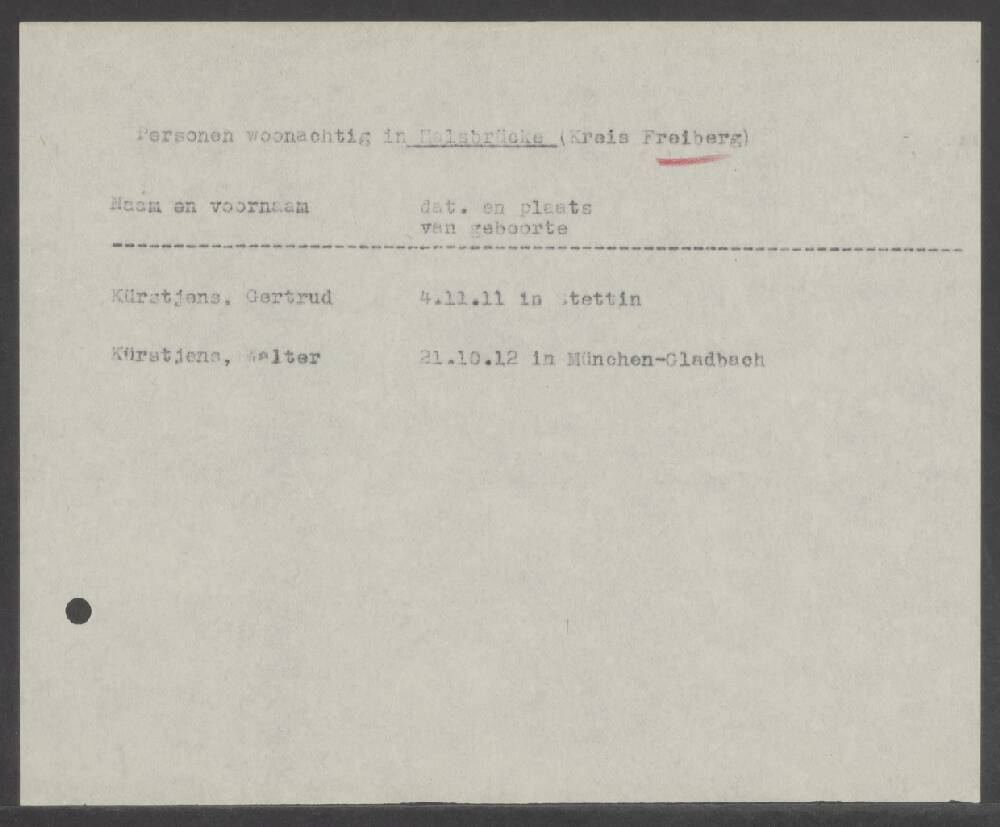 Personen woonachtig in Halsbrücke (Kreis Freiberg)
Naam en voornaam
dat. en plaats
van geboorte
Kürstjens, Gertrud 4.11.11 in Stettin
Kürstjens, Walter 21.10.12 in München-Gladbach